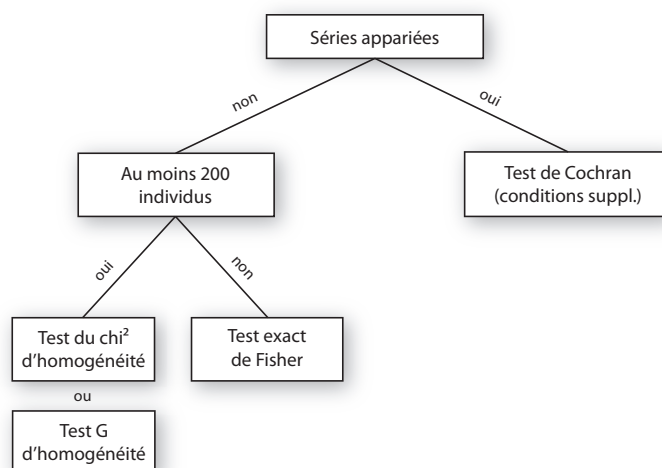 Séries appariées
non
oui
Au moins 200
individus
Test de Cochran
(conditions suppl.)
oui
non
Test du chi²
d’homogénéité
Test exact
de Fisher
ou
Test G
d’homogénéité